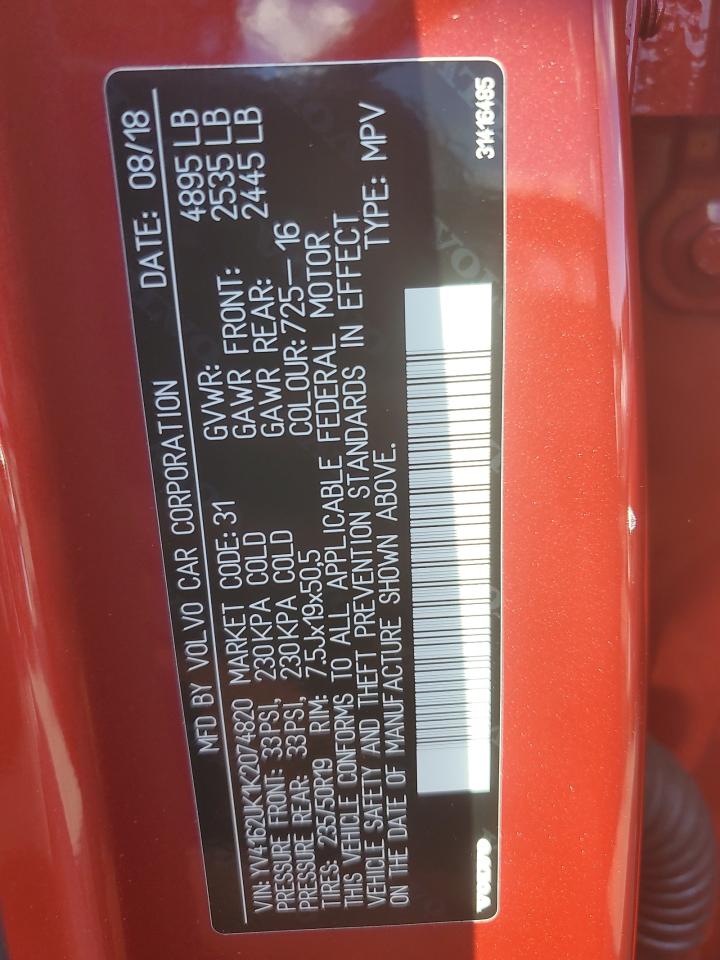 MFD BY VOLVO CAR CORPORATION DATE: 08/18
VIN: YV4162UK1K2074820 MARKET CODE: 31 GVWR: 4895 LB
PRESSURE FRONT: 33PSI, 230KPA COLD GAWR FRONT: 2535 LB
PRESSURE REAR: 33PSI, 230KPA COLD GAWR REAR: 2445 LB
TIRES: 235/50R19 RIM: 7.5Jx19x50,5 COLOUR: 725—16
THIS VEHICLE CONFORMS TO ALL APPLICABLE FEDERAL MOTOR
VEHICLE SAFETY AND THEFT PREVENTION STANDARDS IN EFFECT
ON THE DATE OF MANUFACTURE SHOWN ABOVE. TYPE: MPV
VOLVO 31416465